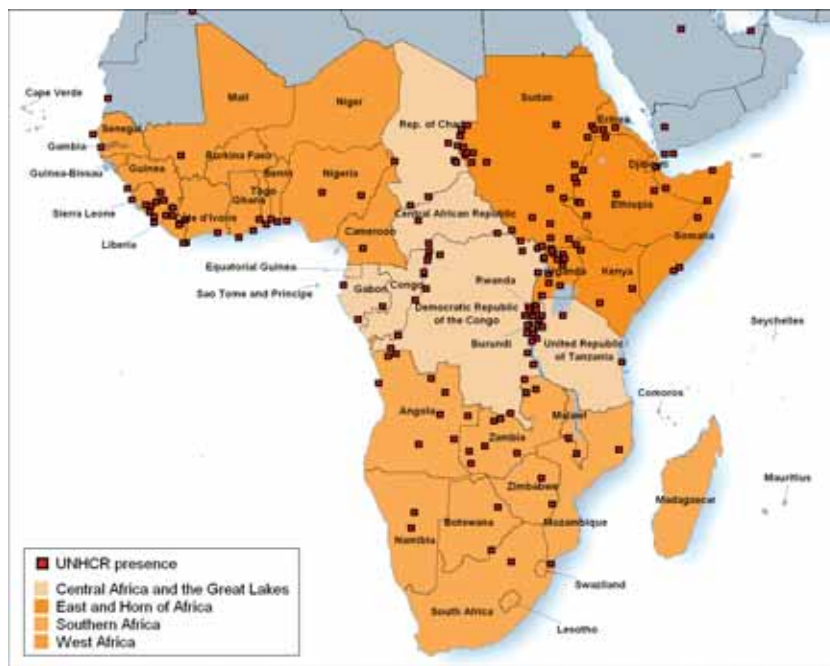 Cape Verde
Mali
Niger
Sudan
Rep. of Chad
Eritrea
Senegal
Gambia
Burkina Faso
Djibouti
Guinea-Bissau
Guinea
Benin
Nigeria
Togo
Ghana
d'Ivoire
Ethiopia
Sierra Leone
Central African Republic
Liberia
Cameroon
Somalia
Equatorial Guinea
Uganda
Kenya
Gabon
Congo
Rwanda
Sao Tome and Principe
Democratic Republic
of the Congo
Seychelles
Burundi
United Republic
of Tanzania
Comoros
Angola
Malawi
Zambia
Mauritius
Zimbabwe
Madagascar
Botswana
Mozambique
Namibia
UNHCR presence
Central Africa and the Great Lakes
East and Horn of Africa
Southern Africa
West Africa
Swaziland
South Africa
Lesotho